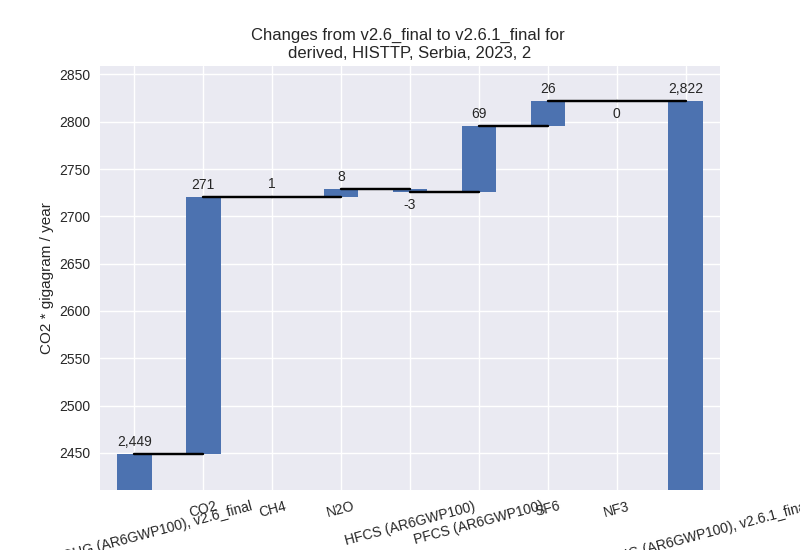 Changes from v2.6_final to v2.6.1_final for
derived, HISTTP, Serbia, 2023, 2
CO2 * gigagram / year
2850
2800
2750
2700
2650
2600
2550
2500
2450
2,449
271
1
8
-3
69
26
0
2,822
(AR6GWP100), v2.6_final
CO2
CH4
N2O
HFCS (AR6GWP100)
PFCS (AR6GWP100)
SF6
NF3
(AR6GWP100), v2.6.1_final